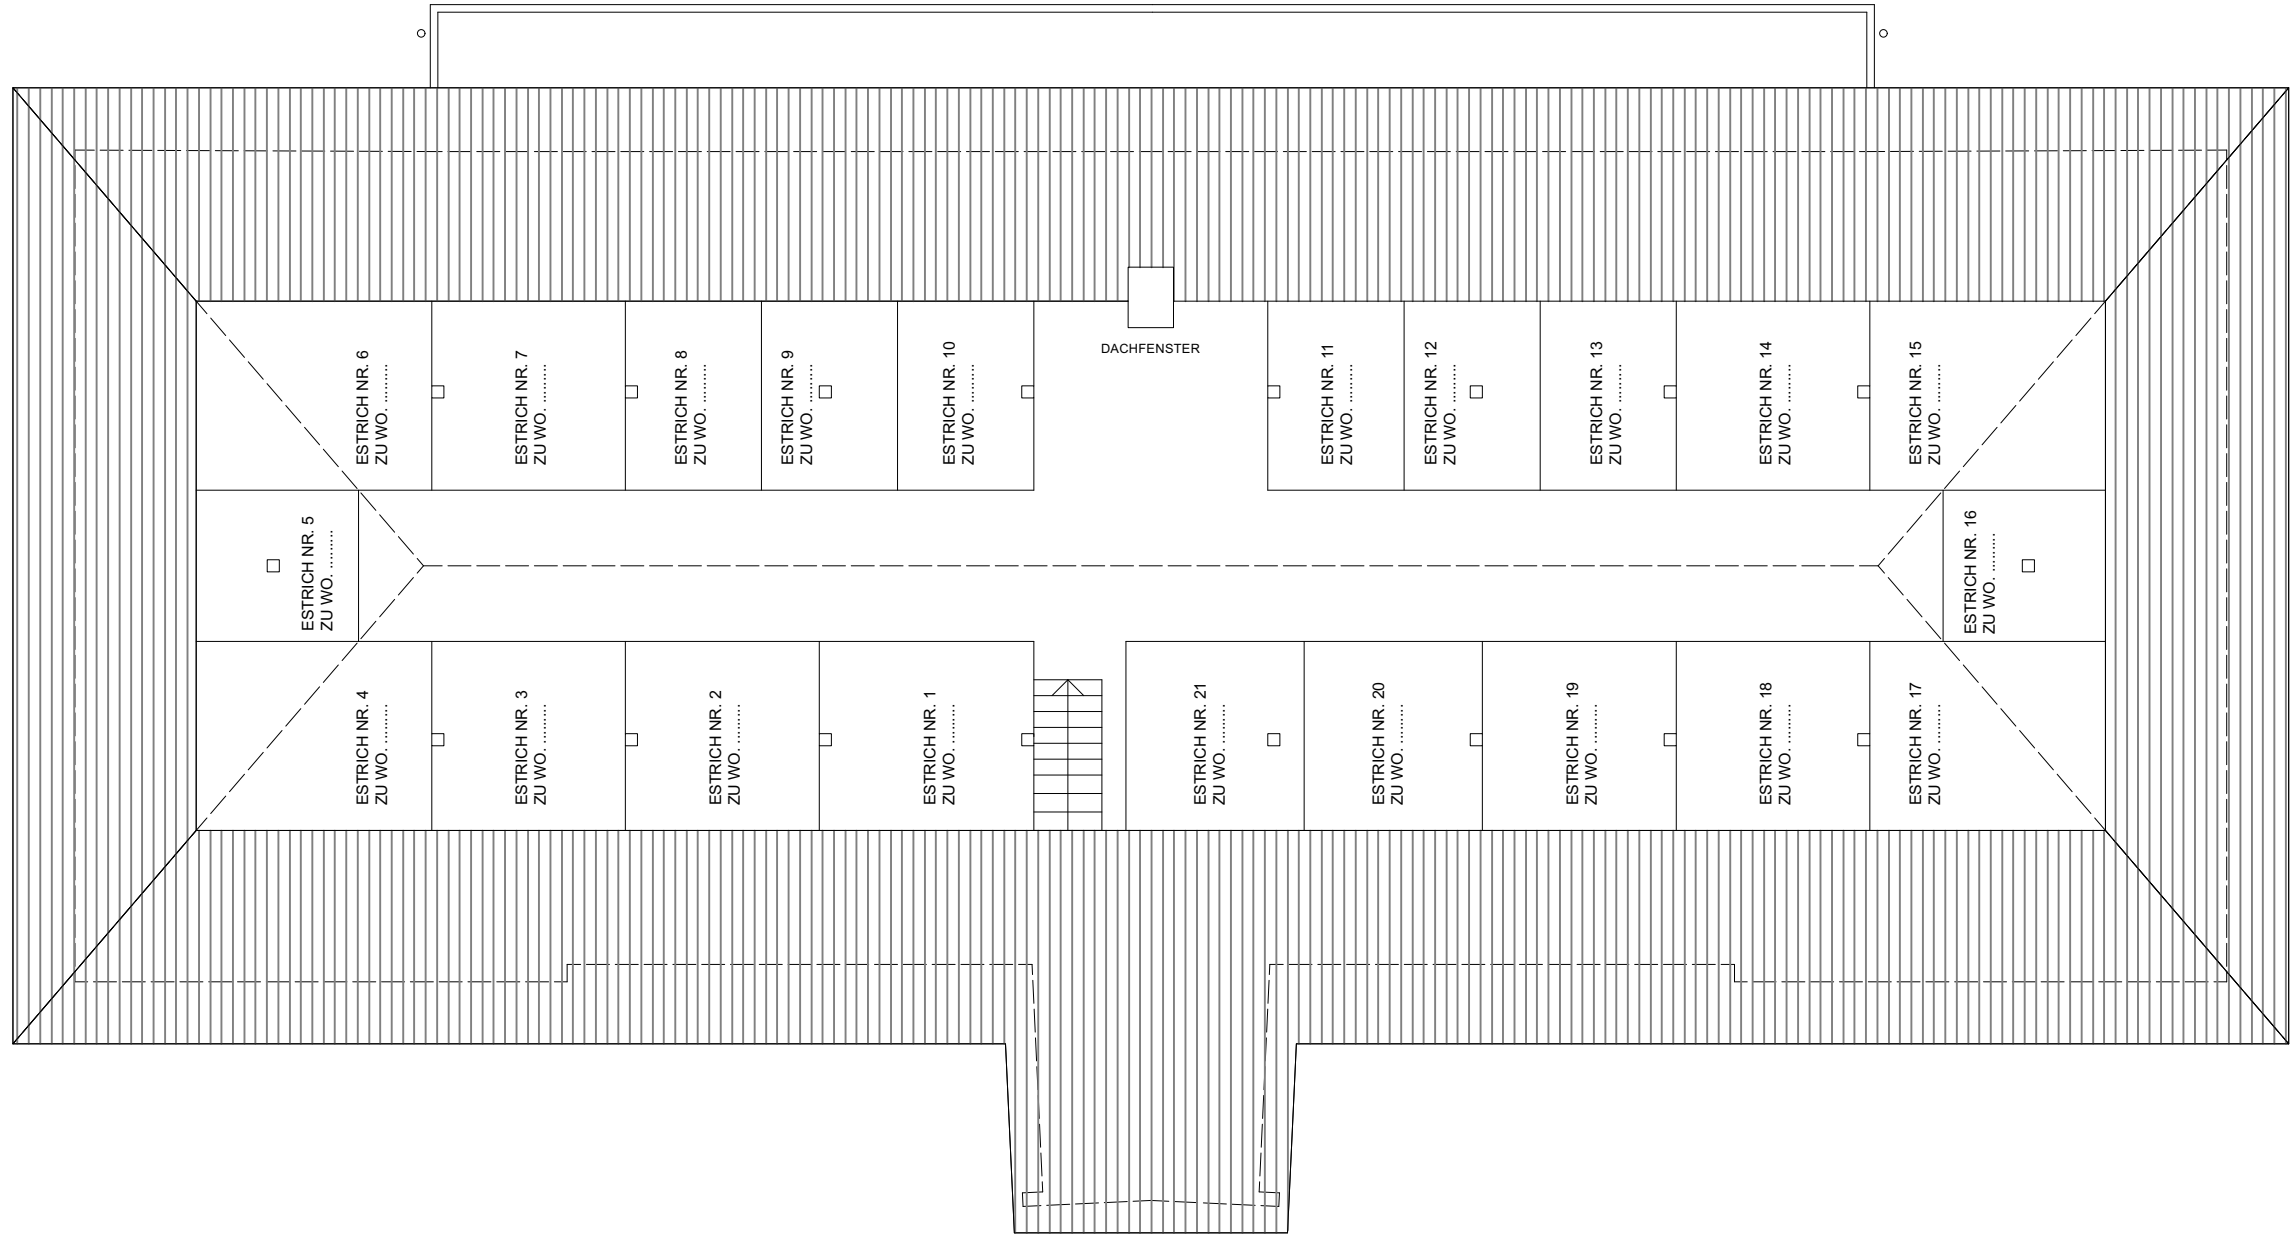 ESTRICH NR. 6
ZU WO. ..........
ESTRICH NR. 7
ZU WO. ..........
ESTRICH NR. 8
ZU WO. ..........
ESTRICH NR. 9
ZU WO. ..........
ESTRICH NR. 10
ZU WO. ..........
DACHFENSTER
ESTRICH NR. 11
ZU WO. ..........
ESTRICH NR. 12
ZU WO. ..........
ESTRICH NR. 13
ZU WO. ..........
ESTRICH NR. 14
ZU WO. ..........
ESTRICH NR. 15
ZU WO. ..........
ESTRICH NR. 5
ZU WO. ..........
ESTRICH NR. 16
ZU WO. ..........
ESTRICH NR. 4
ZU WO. ..........
ESTRICH NR. 3
ZU WO. ..........
ESTRICH NR. 2
ZU WO. ..........
ESTRICH NR. 1
ZU WO. ..........
ESTRICH NR. 21
ZU WO. ..........
ESTRICH NR. 20
ZU WO. ..........
ESTRICH NR. 19
ZU WO. ..........
ESTRICH NR. 18
ZU WO. ..........
ESTRICH NR. 17
ZU WO. ..........